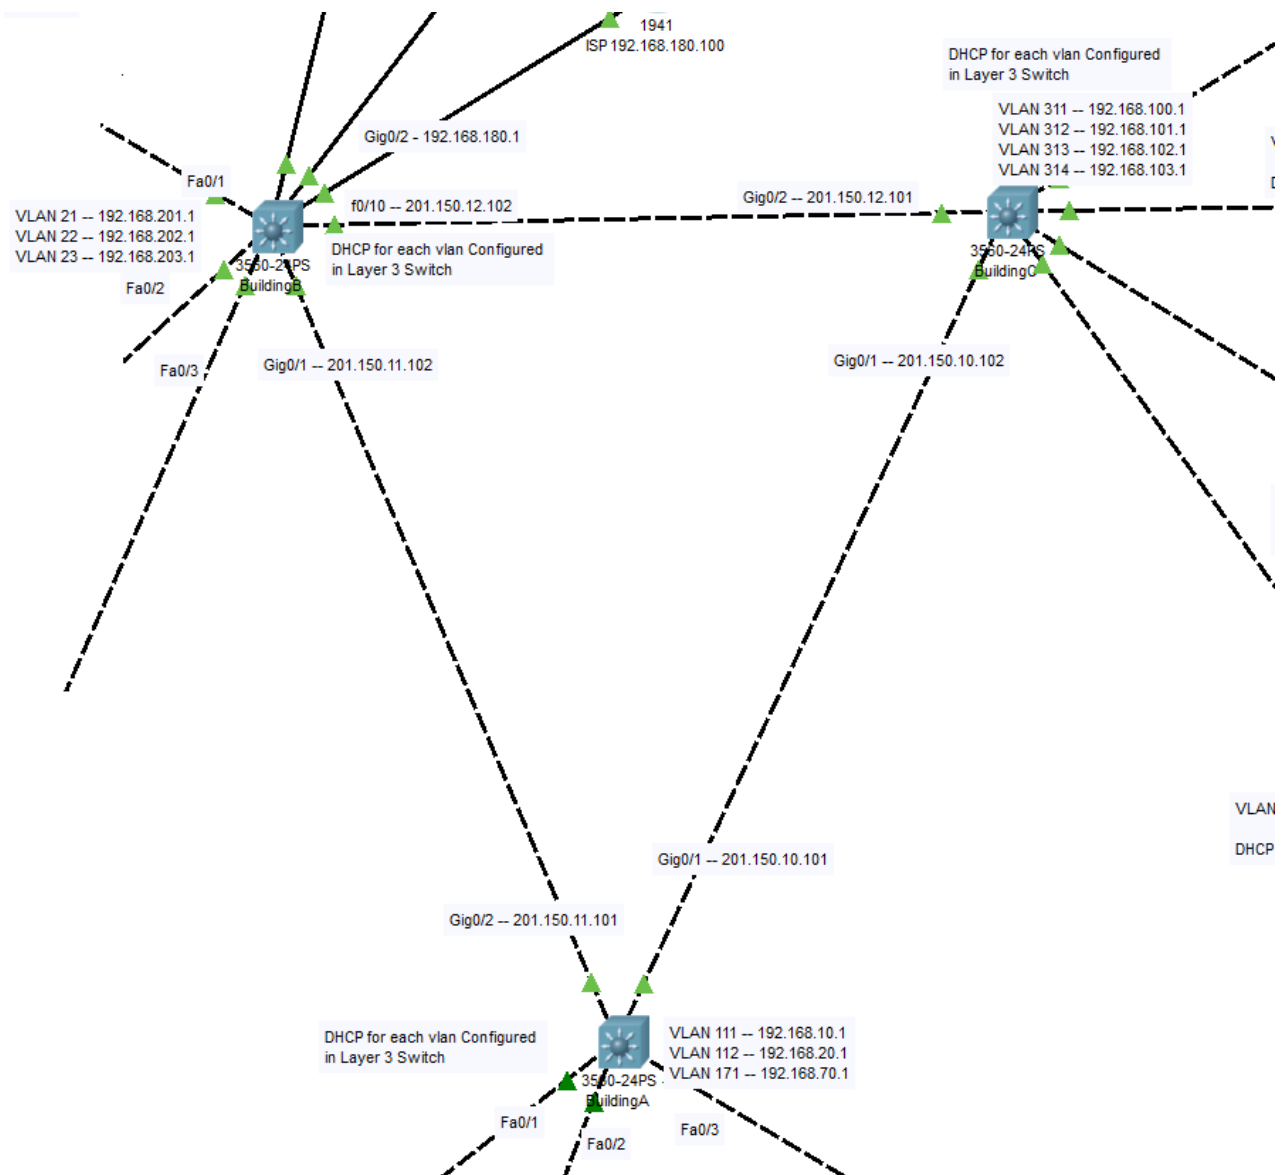 1941
ISP 192.168.180.100
DHCP for each vlan Configured
in Layer 3 Switch
VLAN 311 -- 192.168.100.1
VLAN 312 -- 192.168.101.1
VLAN 313 -- 192.168.102.1
VLAN 314 -- 192.168.103.1
Gig0/2 - 192.168.180.1
Fa0/1
VLAN 21 -- 192.168.201.1
VLAN 22 -- 192.168.202.1
VLAN 23 -- 192.168.203.1
f0/10 -- 201.150.12.102
Gig0/2 -- 201.150.12.101
DHCP for each vlan Configured
in Layer 3 Switch
3560-24PS
BuildingB
3560-24PS
BuildingC
Fa0/2
Fa0/3
Gig0/1 -- 201.150.11.102
Gig0/1 -- 201.150.10.102
VLAN
DHCP
Gig0/1 -- 201.150.10.101
Gig0/2 -- 201.150.11.101
DHCP for each vlan Configured
in Layer 3 Switch
VLAN 111 -- 192.168.10.1
VLAN 112 -- 192.168.20.1
VLAN 171 -- 192.168.70.1
3560-24PS
BuildingA
Fa0/1
Fa0/2
Fa0/3